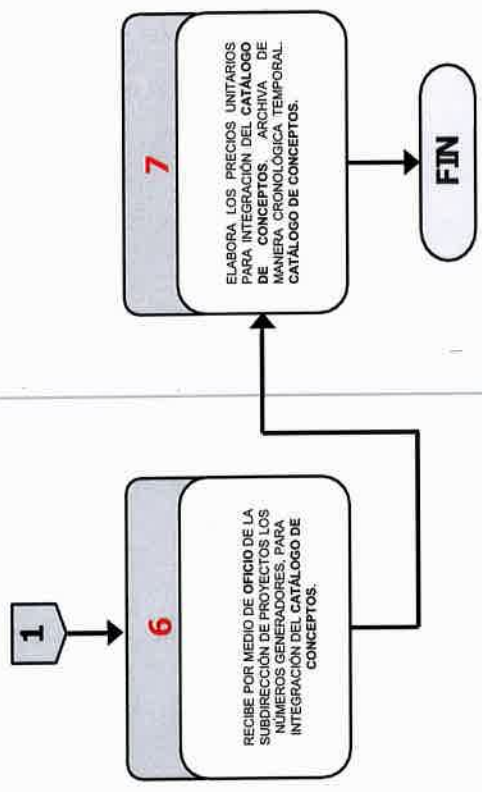 1
6
RECIBE POR MEDIO DE OFICIO DE LA
SUBDIRECCIÓN DE PROYECTOS LOS
NÚMEROS GENERADORES, PARA
INTEGRACIÓN DEL CATÁLOGO DE
CONCEPTOS.
7
ELABORA LOS PRECIOS UNITARIOS
PARA INTEGRACIÓN DEL CATÁLOGO
DE CONCEPTOS. ARCHIVA DE
MANERA CRONOLÓGICA TEMPORAL.
CATÁLOGO DE CONCEPTOS.
FIN